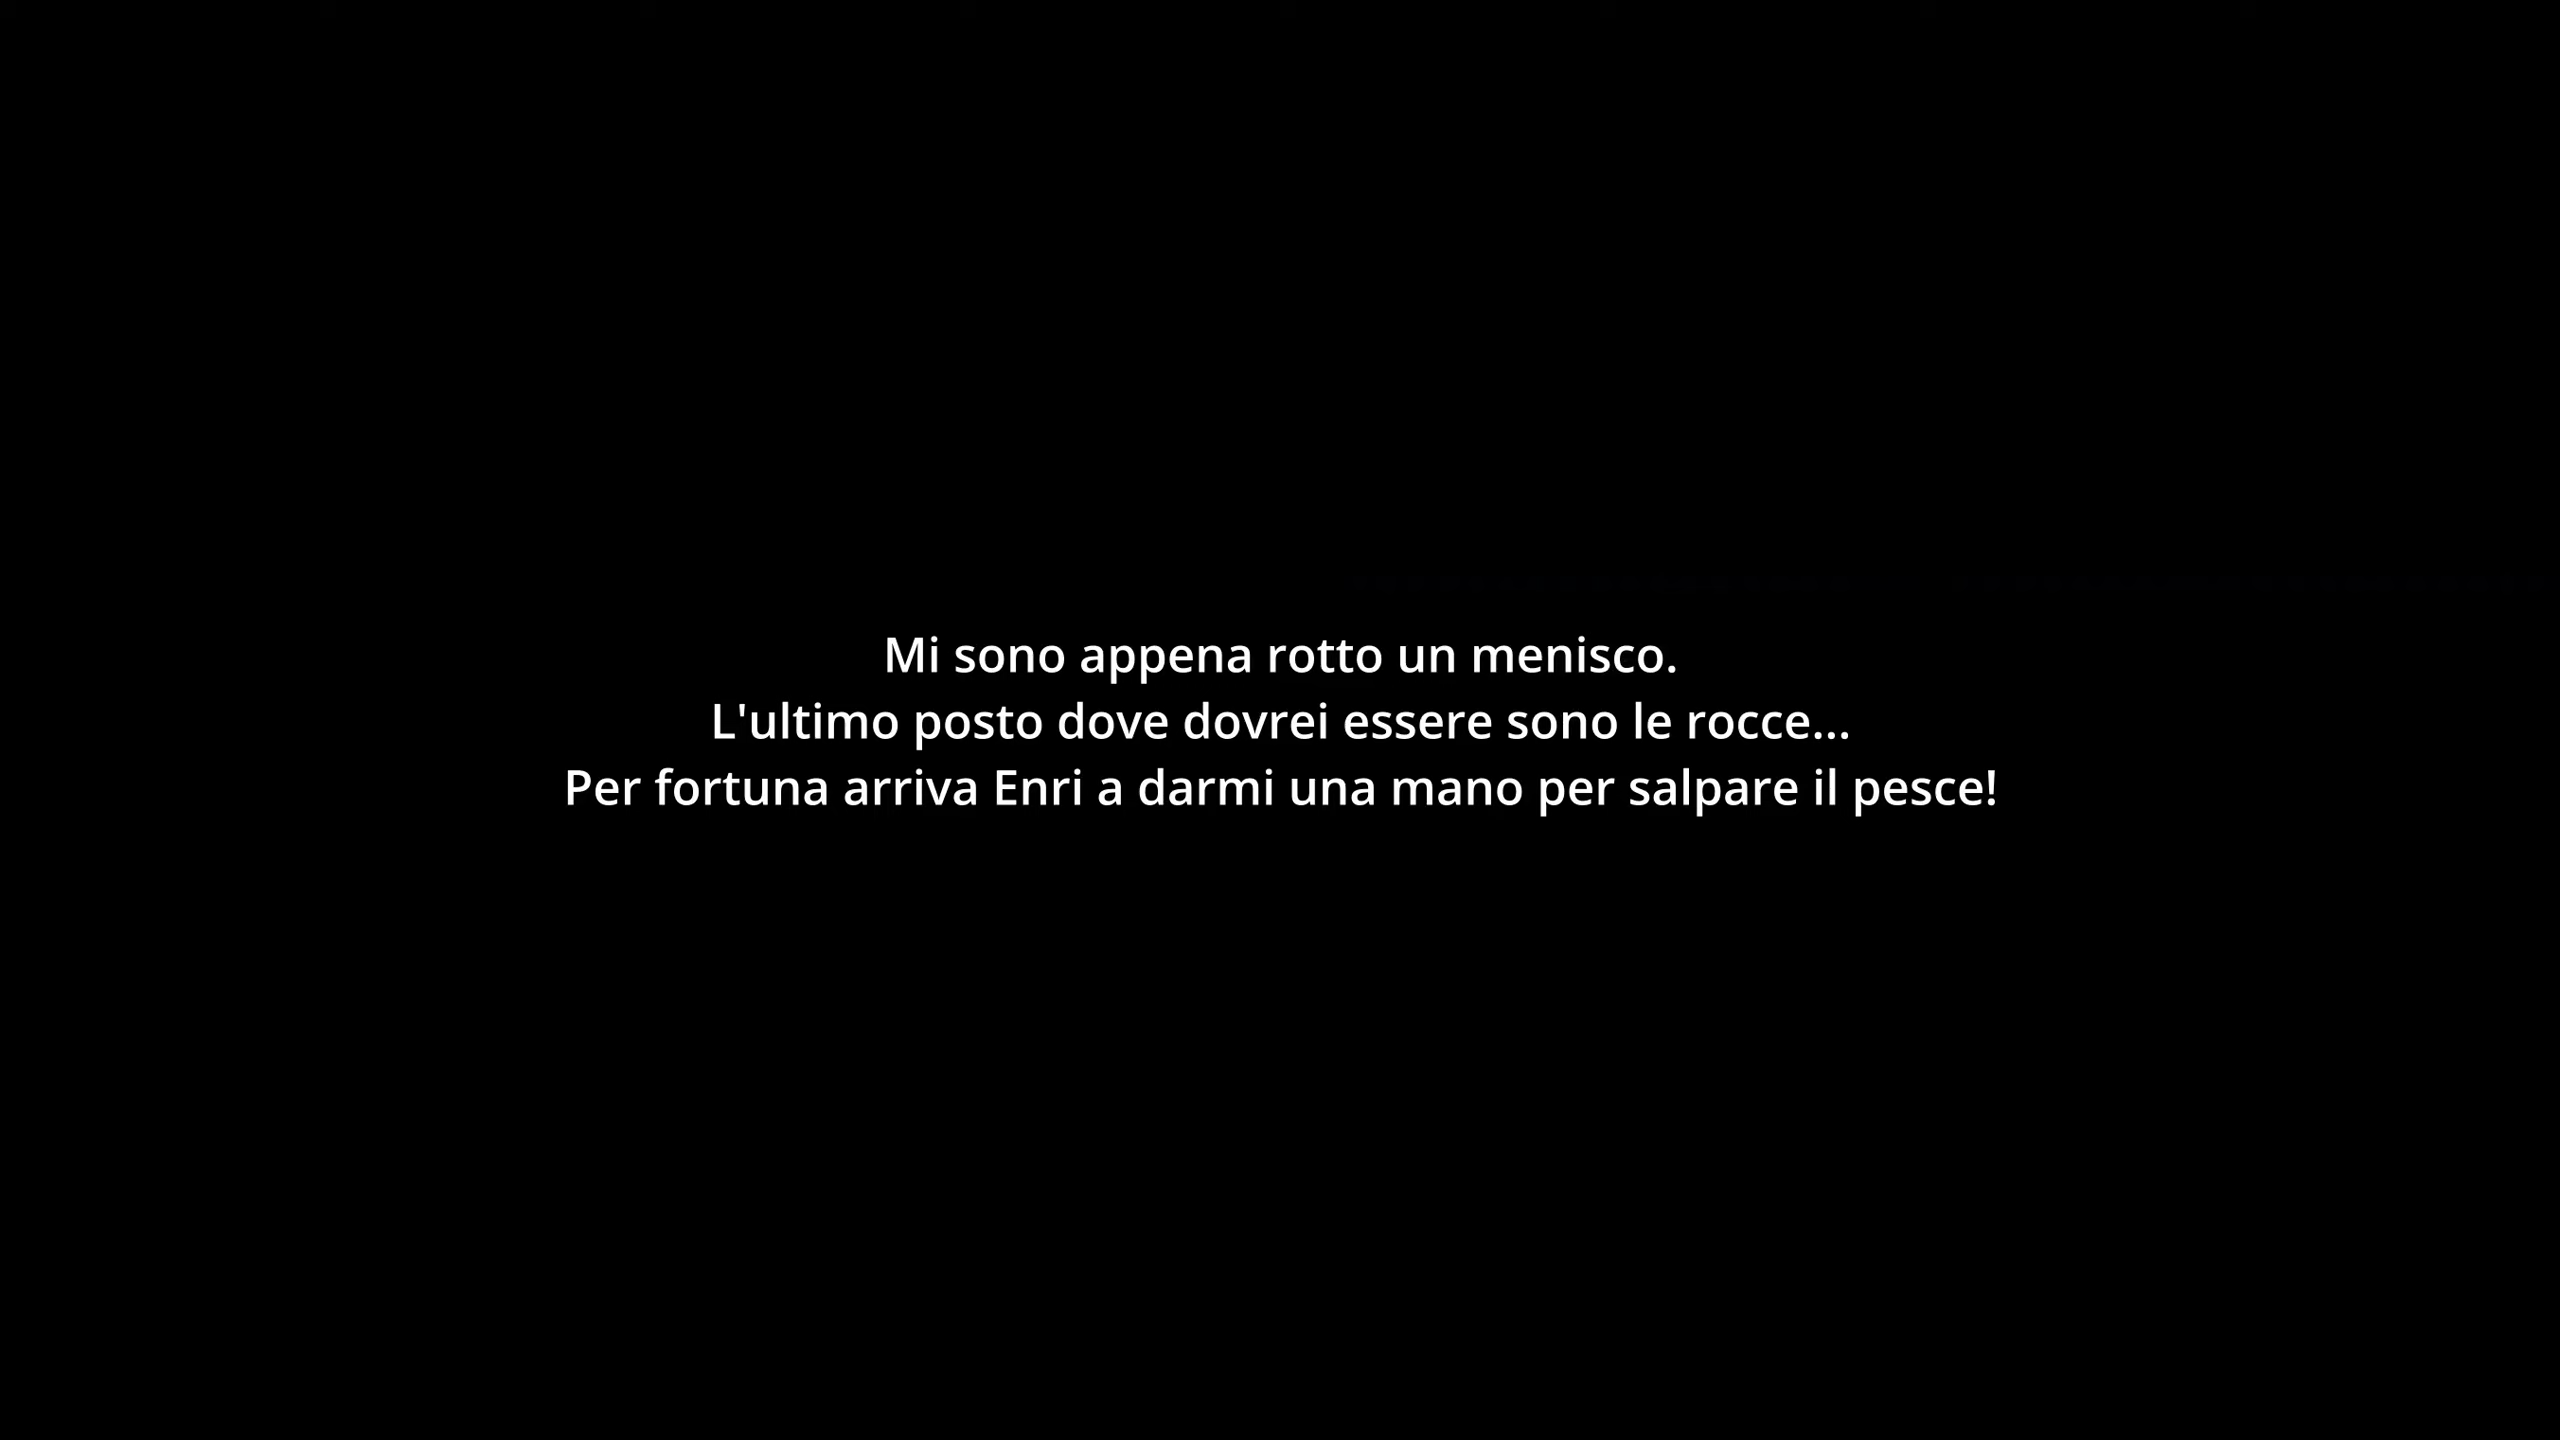 Mi sono appena rotto un menisco.
L'ultimo posto dove dovrei essere sono le rocce...
Per fortuna arriva Enri a darmi una mano per salpare il pesce!